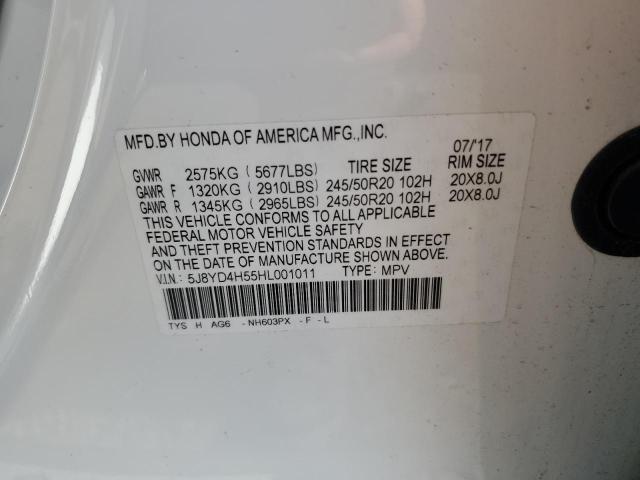 MFD.BY HONDA OF AMERICA MFG.,INC. 07/17
GVWR 2575KG ( 5677LBS) TIRE SIZE RIM SIZE
GAWR F 1320KG ( 2910LBS) 245/50R20 102H 20X8.0J
GAWR R 1345KG ( 2965LBS) 245/50R20 102H 20X8.0J
THIS VEHICLE CONFORMS TO ALL APPLICABLE
FEDERAL MOTOR VEHICLE SAFETY
AND THEFT PREVENTION STANDARDS IN EFFECT
ON THE DATE OF MANUFACTURE SHOWN ABOVE.
V.I.N.: 5J8YD4H55HL001011 TYPE: MPV
TYS H AG6 -NH603PX -F -L